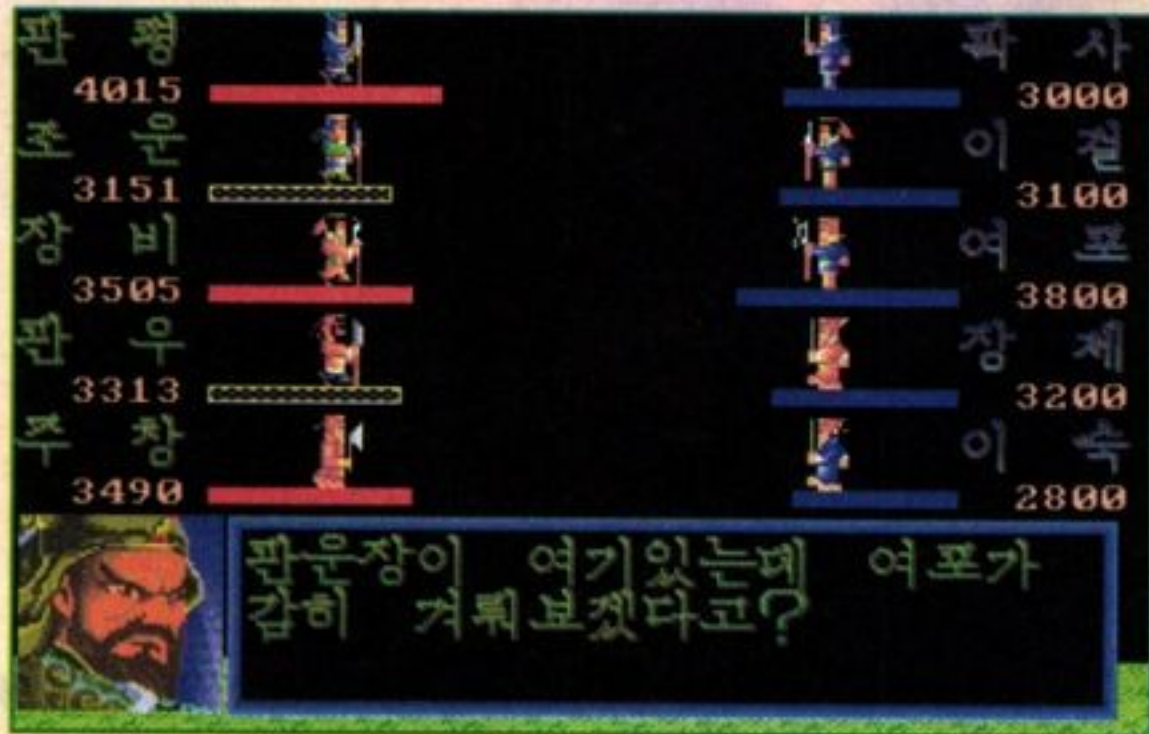 관 평 곽 사
4015 3000
조 운 이
3151 3100
장 비 여 포
3505 3800
관 우 장 제
3313 3200
주 창 이 숙
3490 2800
관운장이 여기있는데 여포가
감히 겨뤄보겠다고?